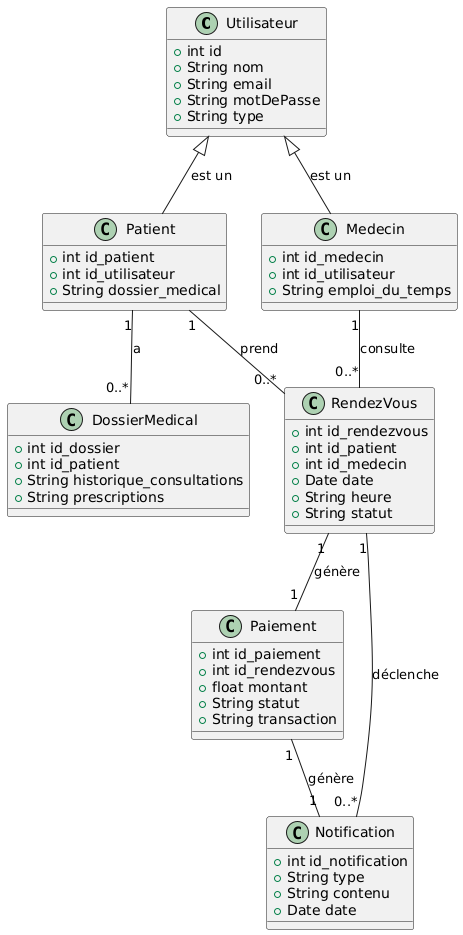 C Utilisateur
int id
String nom
String email
String motDePasse
String type
est un
est un
C Patient
int id_patient
int id_utilisateur
String dossier_medical
C Medecin
int id_medecin
int id_utilisateur
String emploi_du_temps
1
1
1
a
prend
consulte
0..*
0..*
0..*
C DossierMedical
int id_dossier
int id_patient
String historique_consultations
String prescriptions
C RendezVous
int id_rendezvous
int id_patient
int id_medecin
Date date
String heure
String statut
1
1
génère
1
C Paiement
int id_paiement
int id_rendezvous
float montant
String statut
String transaction
déclenche
1
génère
1
0..*
C Notification
int id_notification
String type
String contenu
Date date